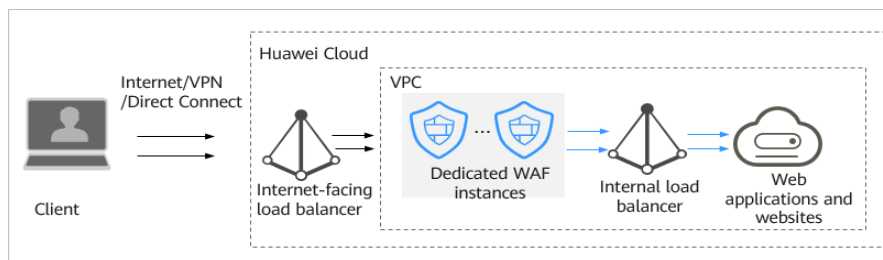 Huawei Cloud
Internet/VPN
/Direct Connect
VPC
...
Client
Internet-facing
load balancer
Dedicated WAF
instances
Internal load
balancer
Web
applications and
websites